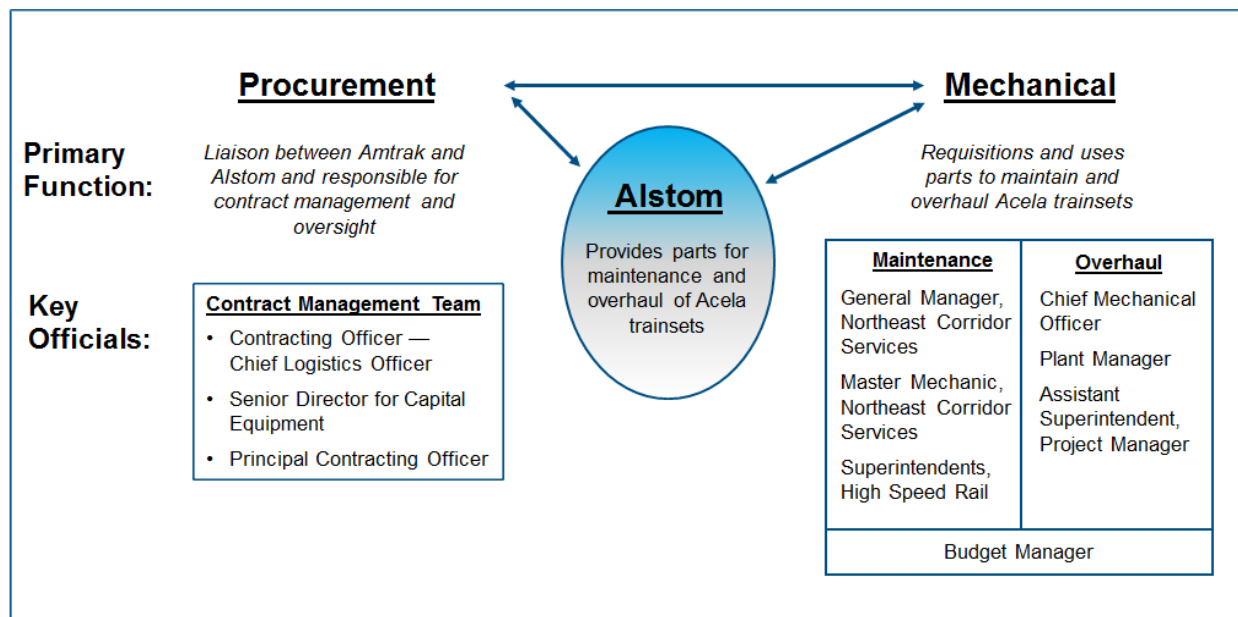 Procurement
Mechanical
Primary
Function:
Liaison between Amtrak and
Alstom and responsible for
contract management and
oversight
Alstom
Provides parts for
maintenance and
overhaul of Acela
trainsets
Requisitions and uses
parts to maintain and
overhaul Acela trainsets
Key
Officials:
Contract Management Team
• Contracting Officer —
Chief Logistics Officer
• Senior Director for Capital
Equipment
• Principal Contracting Officer
Maintenance
General Manager,
Northeast Corridor
Services
Master Mechanic,
Northeast Corridor
Services
Superintendents,
High Speed Rail
Overhaul
Chief Mechanical
Officer
Plant Manager
Assistant
Superintendent,
Project Manager
Budget Manager